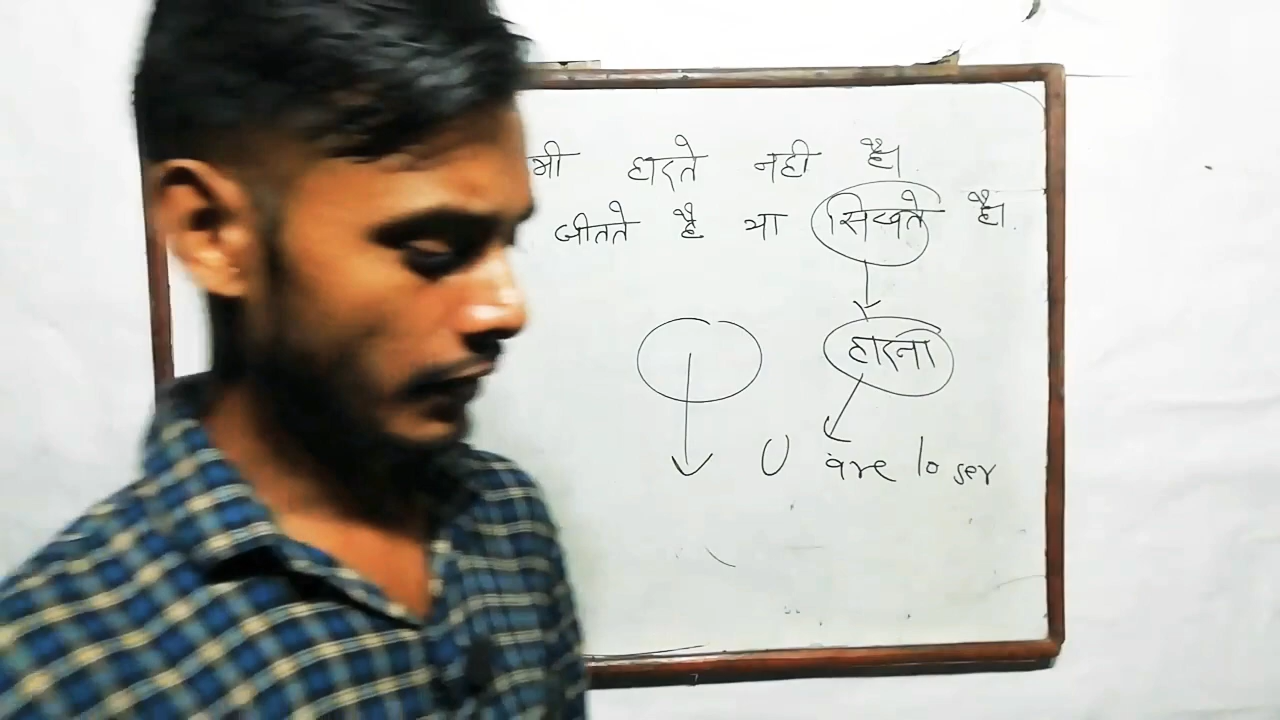 भी हारते नही है।
जीतते है या सिखते है।
हारना
U are loser